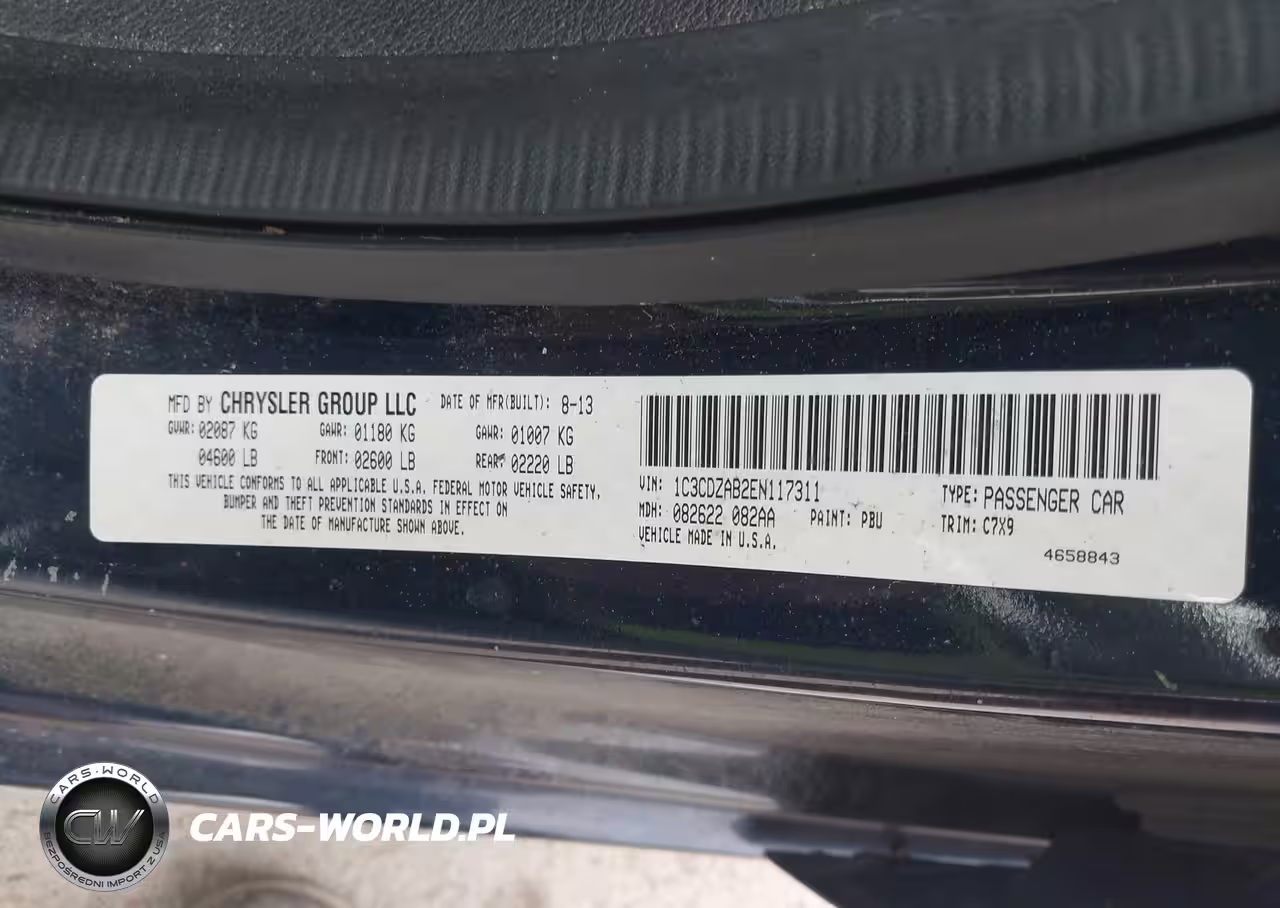 MFD BY CHRYSLER GROUP LLC DATE OF MFR(BUILT): 8-13
GVWR: 02087 KG GAWR: 01180 KG GAWR: 01007 KG
04600 LB FRONT: 02600 LB REAR: 02220 LB
THIS VEHICLE CONFORMS TO ALL APPLICABLE U.S.A. FEDERAL MOTOR VEHICLE SAFETY,
BUMPER AND THEFT PREVENTION STANDARDS IN EFFECT ON
THE DATE OF MANUFACTURE SHOWN ABOVE.
VIN: 1C3CDZAB2EN117311 TYPE: PASSENGER CAR
MDH: 082622 082AA PAINT: PBU TRIM: C7X9
VEHICLE MADE IN U.S.A.
4658843
CARS-WORLD
CW
BEZPOŚREDNI IMPORT Z USA
CARS-WORLD.PL